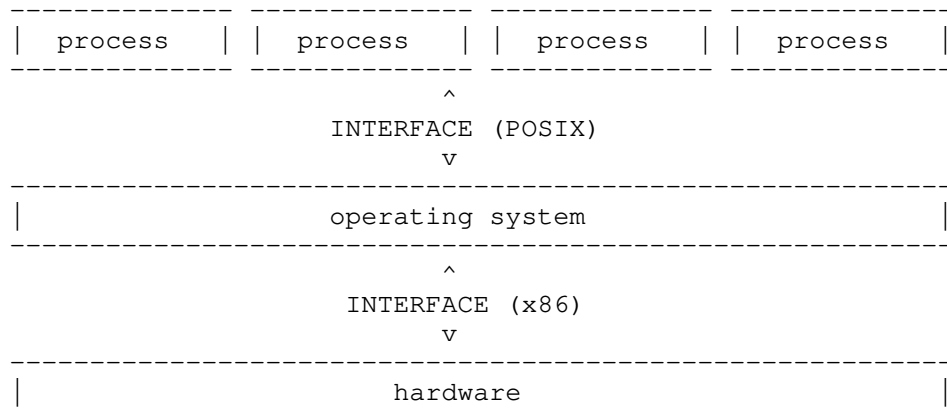 process process process process
INTERFACE (POSIX)
operating system
INTERFACE (x86)
hardware